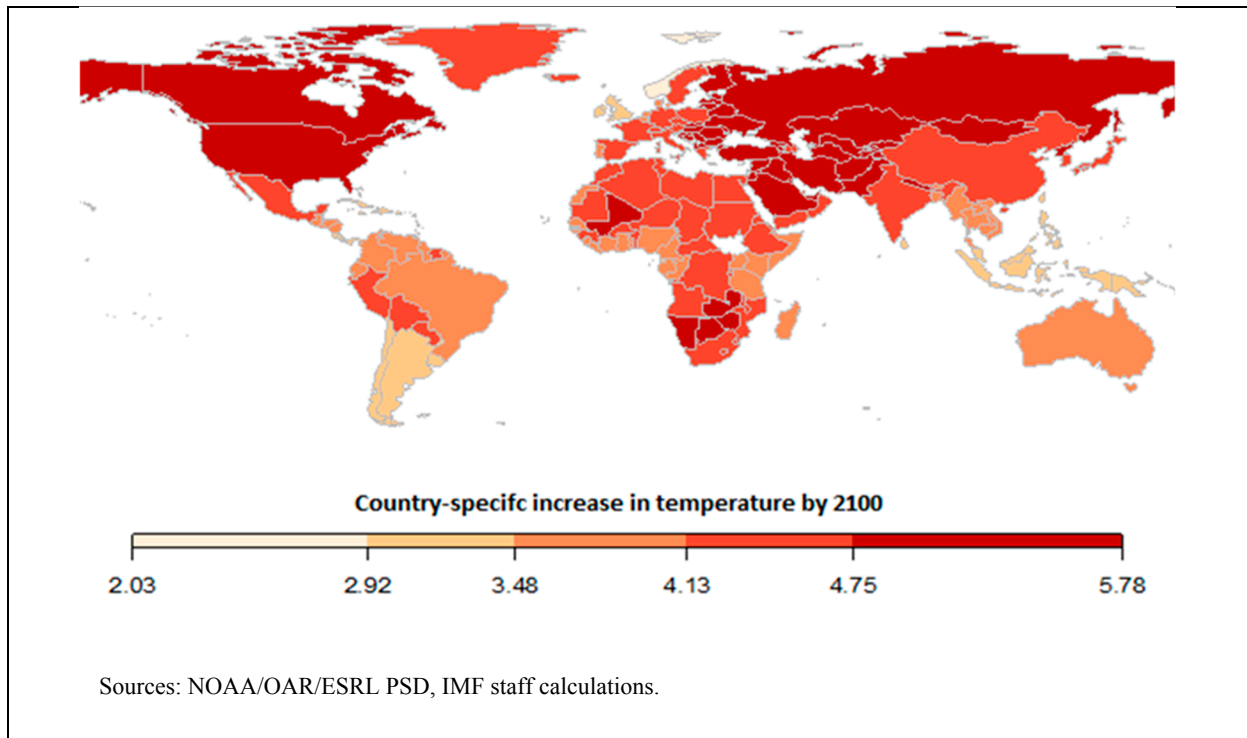 Country-specifc increase in temperature by 2100
2.03 2.92 3.48 4.13 4.75 5.78
Sources: NOAA/OAR/ESRL PSD, IMF staff calculations.